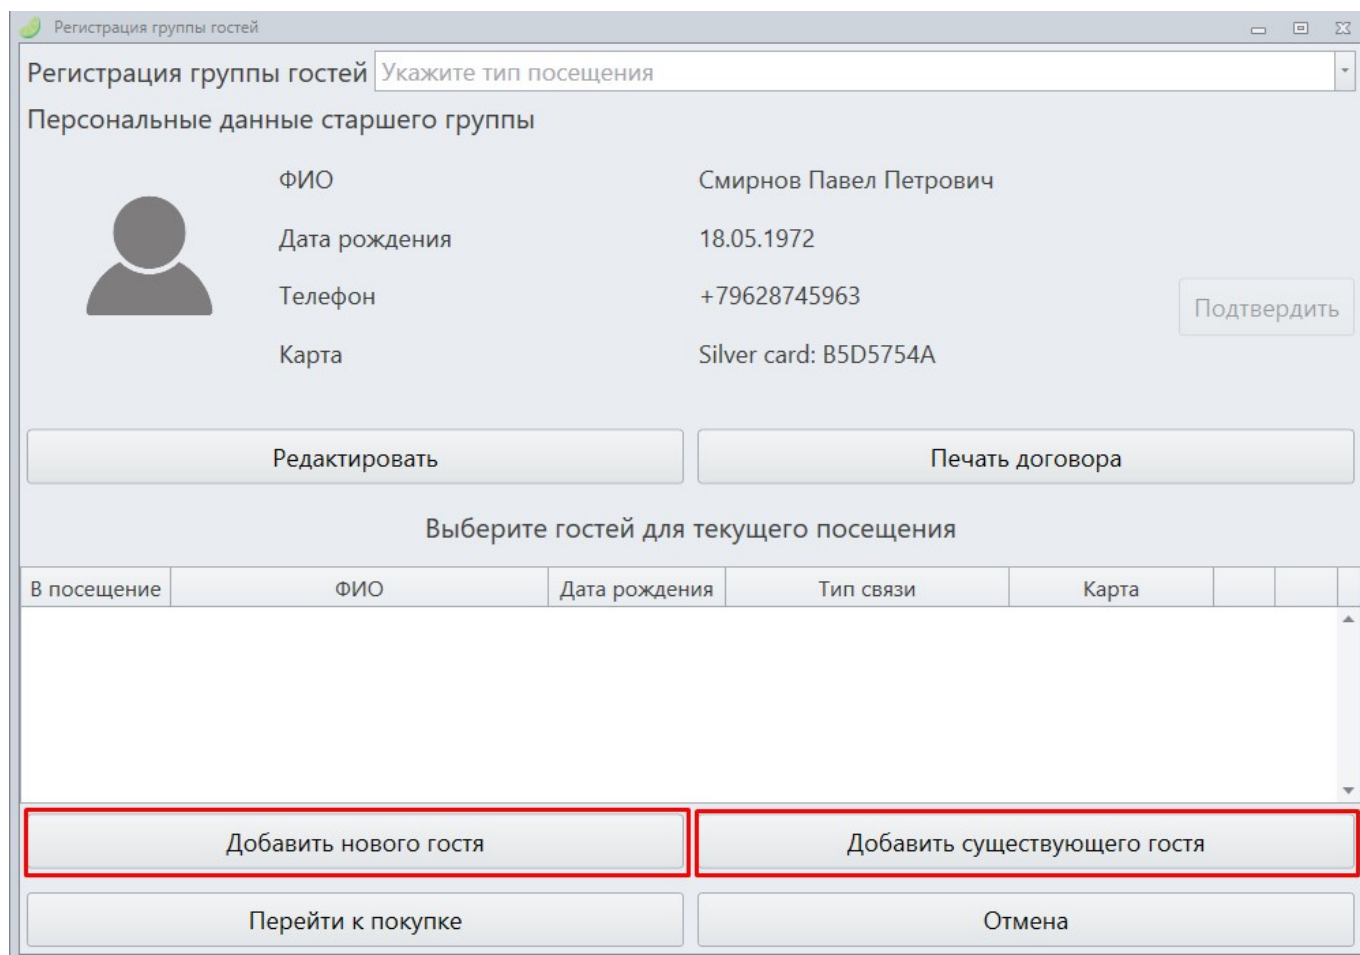 Регистрация группы гостей
Регистрация группы гостей Укажите тип посещения
Персональные данные старшего группы
ФИО Смирнов Павел Петрович
Дата рождения 18.05.1972
Телефон +79628745963 Подтвердить
Карта Silver card: B5D5754A
Редактировать Печать договора
Выберите гостей для текущего посещения
В посещение ФИО Дата рождения Тип связи Карта
Добавить нового гостя Добавить существующего гостя
Перейти к покупке Отмена